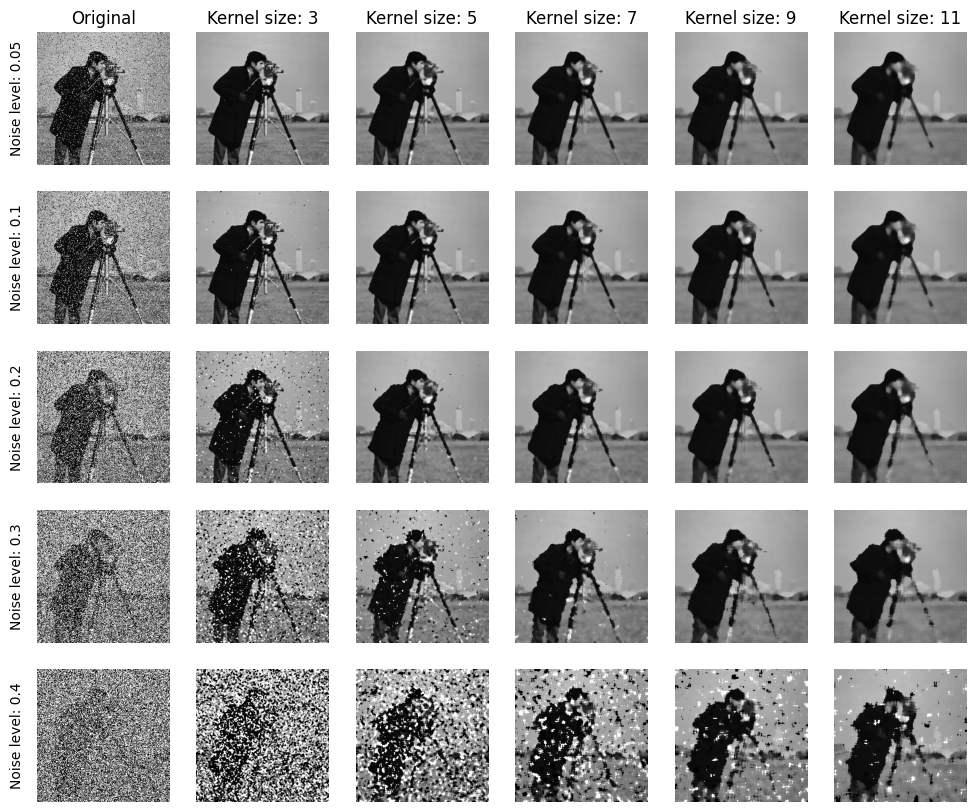 Original Kernel size: 3 Kernel size: 5 Kernel size: 7 Kernel size: 9 Kernel size: 11
Noise level: 0.05
Noise level: 0.1
Noise level: 0.2
Noise level: 0.3
Noise level: 0.4